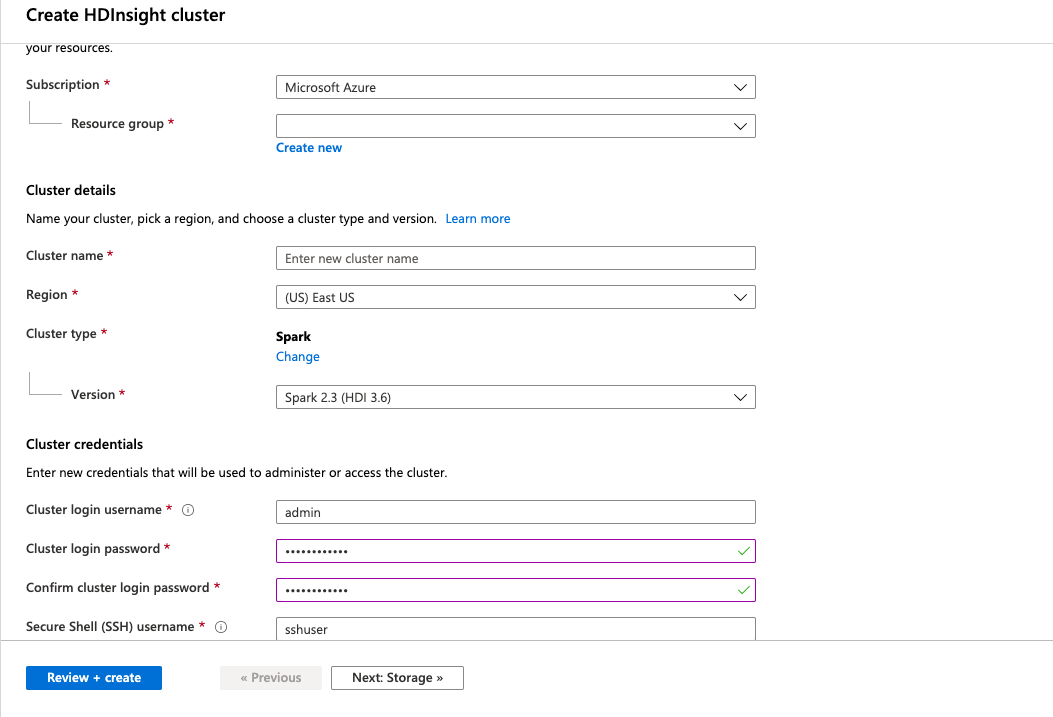 Create HDInsight cluster
your resources.
Subscription *
Microsoft Azure
Resource group *
Create new
Cluster details
Name your cluster, pick a region, and choose a cluster type and version. Learn more
Cluster name *
Enter new cluster name
Region *
(US) East US
Cluster type *
Spark
Change
Version *
Spark 2.3 (HDI 3.6)
Cluster credentials
Enter new credentials that will be used to administer or access the cluster.
Cluster login username *
admin
Cluster login password *
••••••••••••
Confirm cluster login password *
••••••••••••
Secure Shell (SSH) username *
sshuser
Review + create
« Previous
Next: Storage »